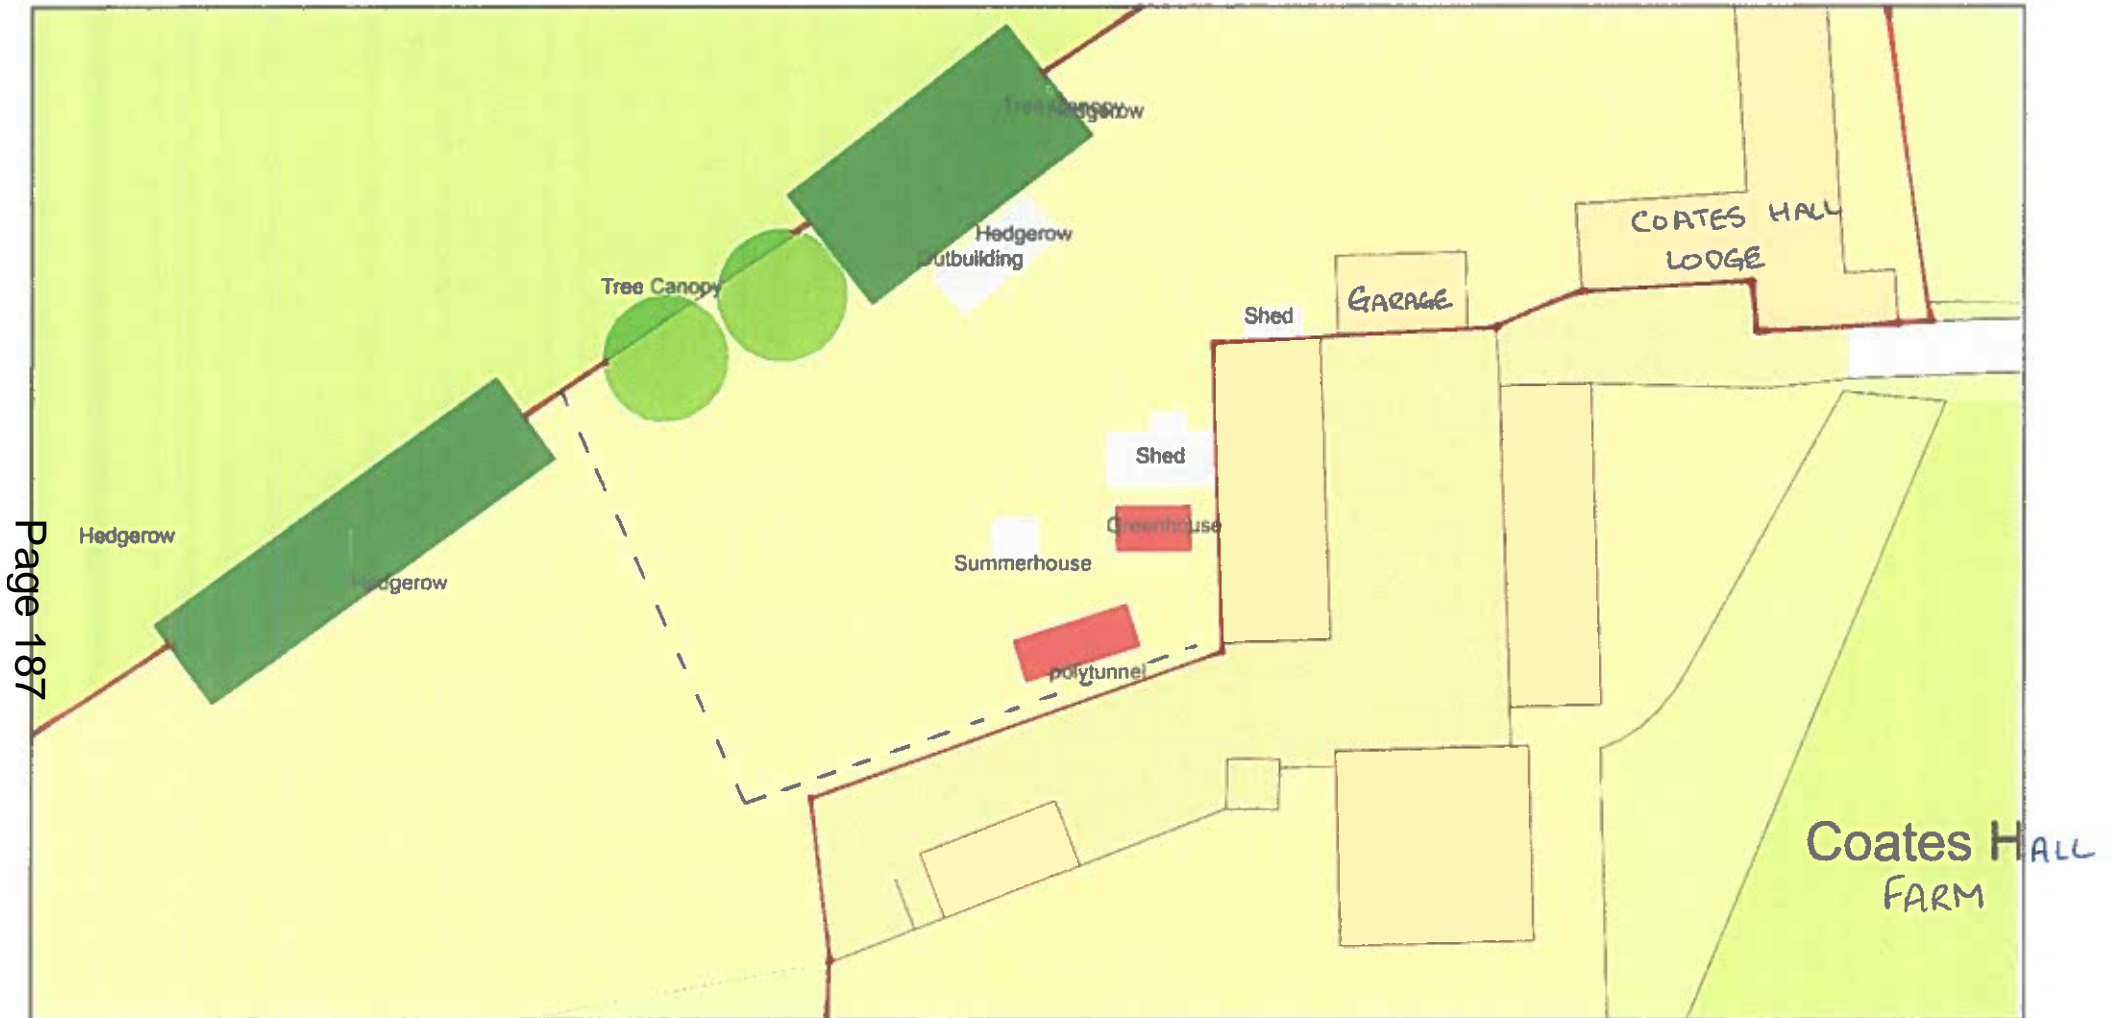 Tree Canopy
Hedgerow
COATES HALL
LODGE
Hedgerow
Outbuilding
Tree Canopy
GARAGE
Shed
Shed
Greenhouse
Hedgerow
Summerhouse
Hedgerow
polytunnel
Page 187
Coates HALL
FARM